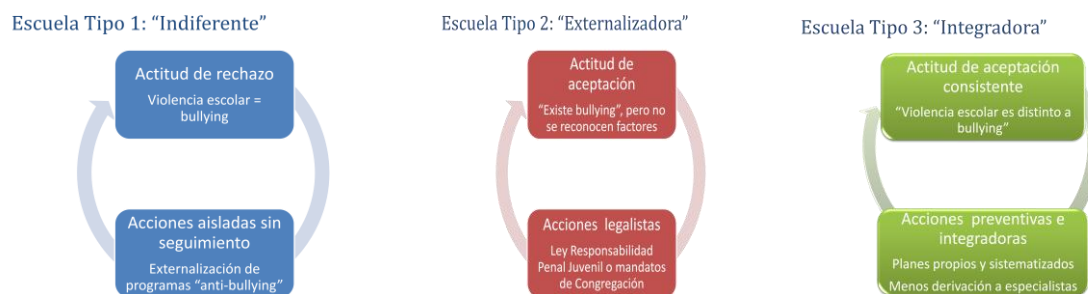 Escuela Tipo 1: “Indiferente”
Actitud de rechazo
Violencia escolar =
bullying
Acciones aisladas sin
seguimiento
Externalización de
programas “anti-bullying”
Escuela Tipo 2: “Externalizadora”
Actitud de
aceptación
“Existe bullying”, pero no
se reconocen factores
Acciones legalistas
Ley Responsabilidad
Penal Juvenil o mandatos
de Congregación
Escuela Tipo 3: “Integradora”
Actitud de aceptación
consistente
“Violencia escolar es distinto a
bullying”
Acciones preventivas e
integradoras
Planes propios y sistematizados
Menos derivación a especialistas